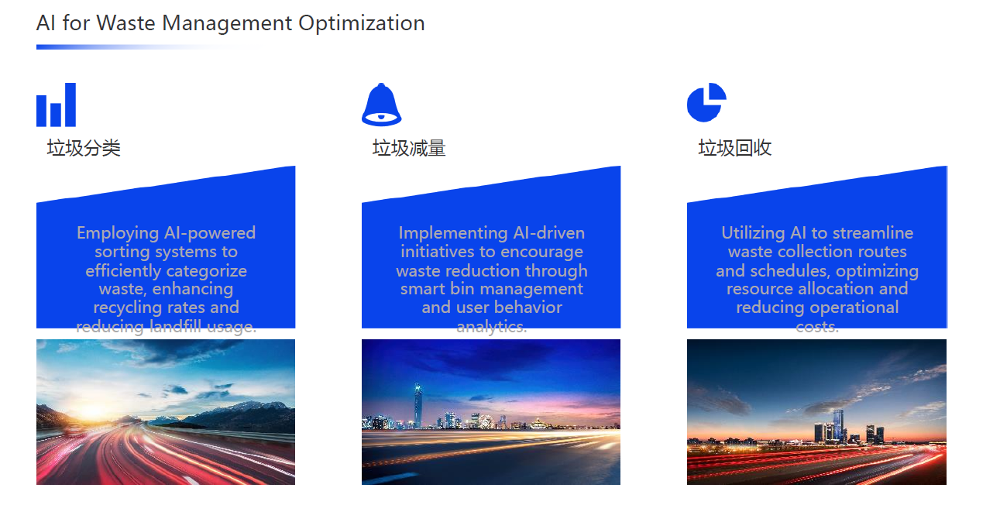 AI for Waste Management Optimization
垃圾分类
Employing AI-powered
sorting systems to
efficiently categorize
waste, enhancing
recycling rates and
reducing landfill usage.
垃圾减量
Implementing AI-driven
initiatives to encourage
waste reduction through
smart bin management
and user behavior
analytics.
垃圾回收
Utilizing AI to streamline
waste collection routes
and schedules, optimizing
resource allocation and
reducing operational
costs.